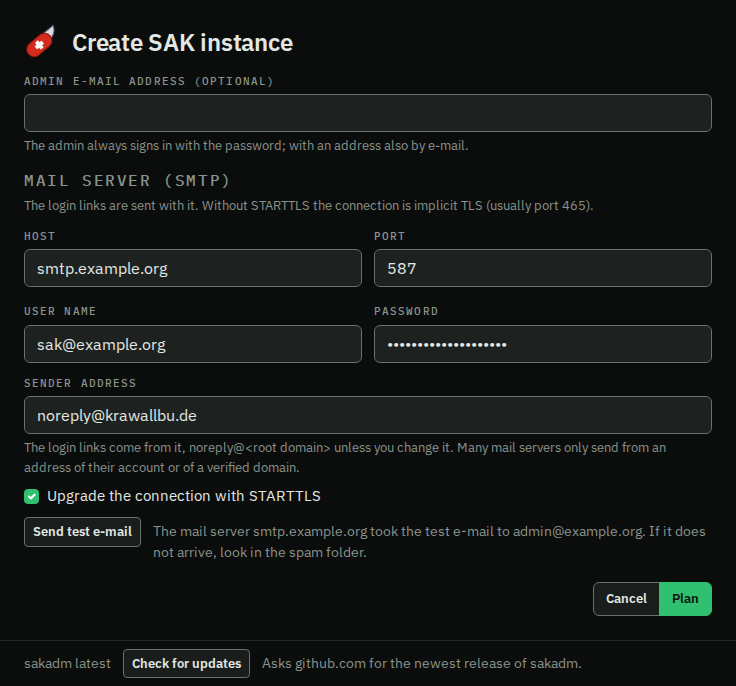 Create SAK instance
ADMIN E-MAIL ADDRESS (OPTIONAL)
The admin always signs in with the password; with an address also by e-mail.
MAIL SERVER (SMTP)
The login links are sent with it. Without STARTTLS the connection is implicit TLS (usually port 465).
HOST
PORT
smtp.example.org
587
USER NAME
PASSWORD
sak@example.org
••••••••••••••••••••
SENDER ADDRESS
noreply@krawallbu.de
The login links come from it, noreply@<root domain> unless you change it. Many mail servers only send from an
address of their account or of a verified domain.
Upgrade the connection with STARTTLS
Send test e-mail
The mail server smtp.example.org took the test e-mail to admin@example.org. If it does
not arrive, look in the spam folder.
Cancel
Plan
sakadm latest
Check for updates
Asks github.com for the newest release of sakadm.